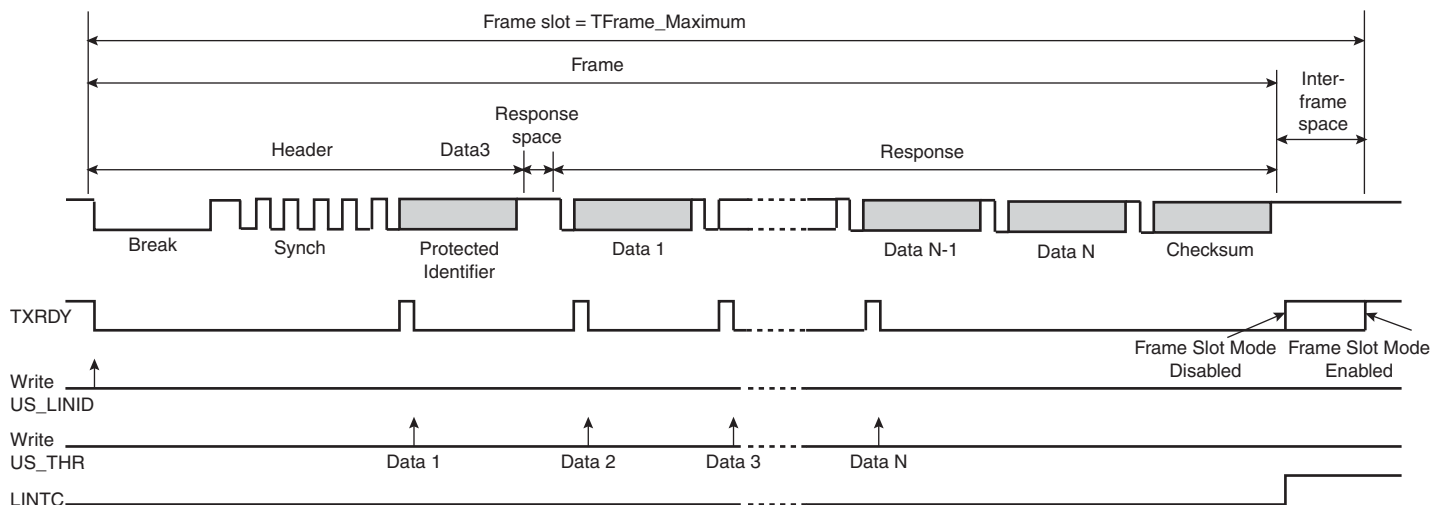 Frame slot = TFrame_Maximum
Frame
Inter-
frame
space
Response
space
Header
Data3
Response
Break
Synch
Protected
Identifier
Data 1
Data N-1
Data N
Checksum
TXRDY
Frame Slot Mode
Disabled
Frame Slot Mode
Enabled
Write
US_LINID
Write
US_THR
Data 1
Data 2
Data 3
Data N
LINTC